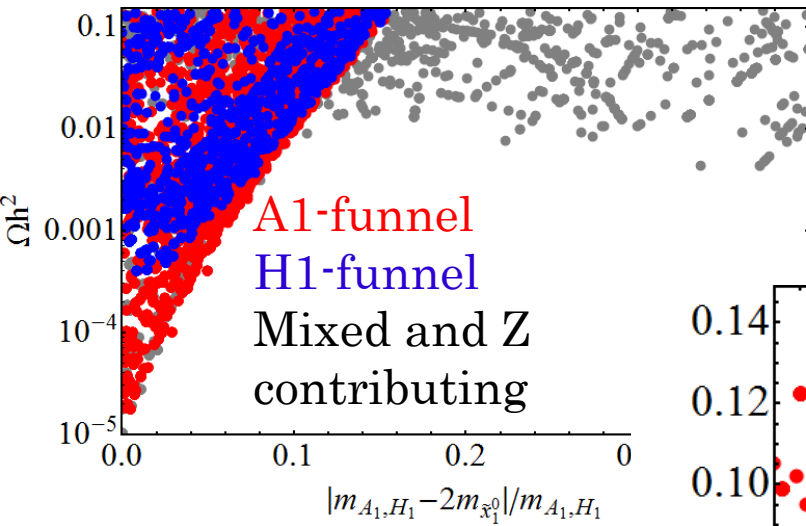 0.1
0.01
0.001
10⁻⁴
10⁻⁵
Ωh²
A1-funnel
H1-funnel
Mixed and Z
contributing
0.0 0.1 0.2 0
|m_{A₁,H₁}−2m_{χ̃₁⁰}|/m_{A₁,H₁}
0.14
0.12
0.10